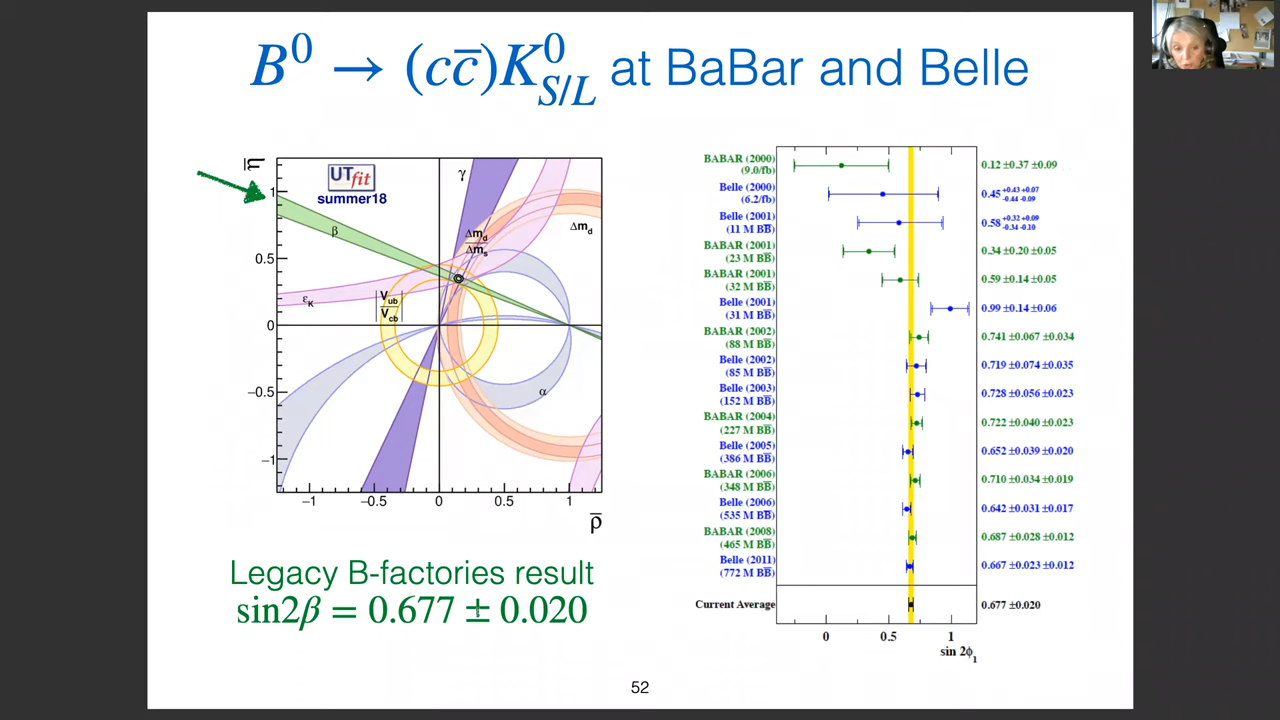 B⁰ → (cc̅)K⁰_{S/L} at BaBar and Belle
η̅
UTfit
summer18
γ
β
Δm_d
Δm_s
Δm_d
ε_K
|V_ub
V_cb|
α
1
0.5
0
−0.5
−1
−1
−0.5
0
0.5
1
ρ̅
Legacy B-factories result
sin2β = 0.677 ± 0.020
BABAR (2000)
(9.0/fb)
0.12 ±0.37 ±0.09
Belle (2000)
(6.2/fb)
0.45 +0.43 +0.07
-0.44 -0.09
Belle (2001)
(11 M BB̅)
0.58 +0.32 +0.09
-0.34 -0.10
BABAR (2001)
(23 M BB̅)
0.34 ±0.20 ±0.05
BABAR (2001)
(32 M BB̅)
0.59 ±0.14 ±0.05
Belle (2001)
(31 M BB̅)
0.99 ±0.14 ±0.06
BABAR (2002)
(88 M BB̅)
0.741 ±0.067 ±0.034
Belle (2002)
(85 M BB̅)
0.719 ±0.074 ±0.035
Belle (2003)
(152 M BB̅)
0.728 ±0.056 ±0.023
BABAR (2004)
(227 M BB̅)
0.722 ±0.040 ±0.023
Belle (2005)
(386 M BB̅)
0.652 ±0.039 ±0.020
BABAR (2006)
(348 M BB̅)
0.710 ±0.034 ±0.019
Belle (2006)
(535 M BB̅)
0.642 ±0.031 ±0.017
BABAR (2008)
(465 M BB̅)
0.687 ±0.028 ±0.012
Belle (2011)
(772 M BB̅)
0.667 ±0.023 ±0.012
Current Average
0.677 ±0.020
0
0.5
1
sin 2ϕ₁
52